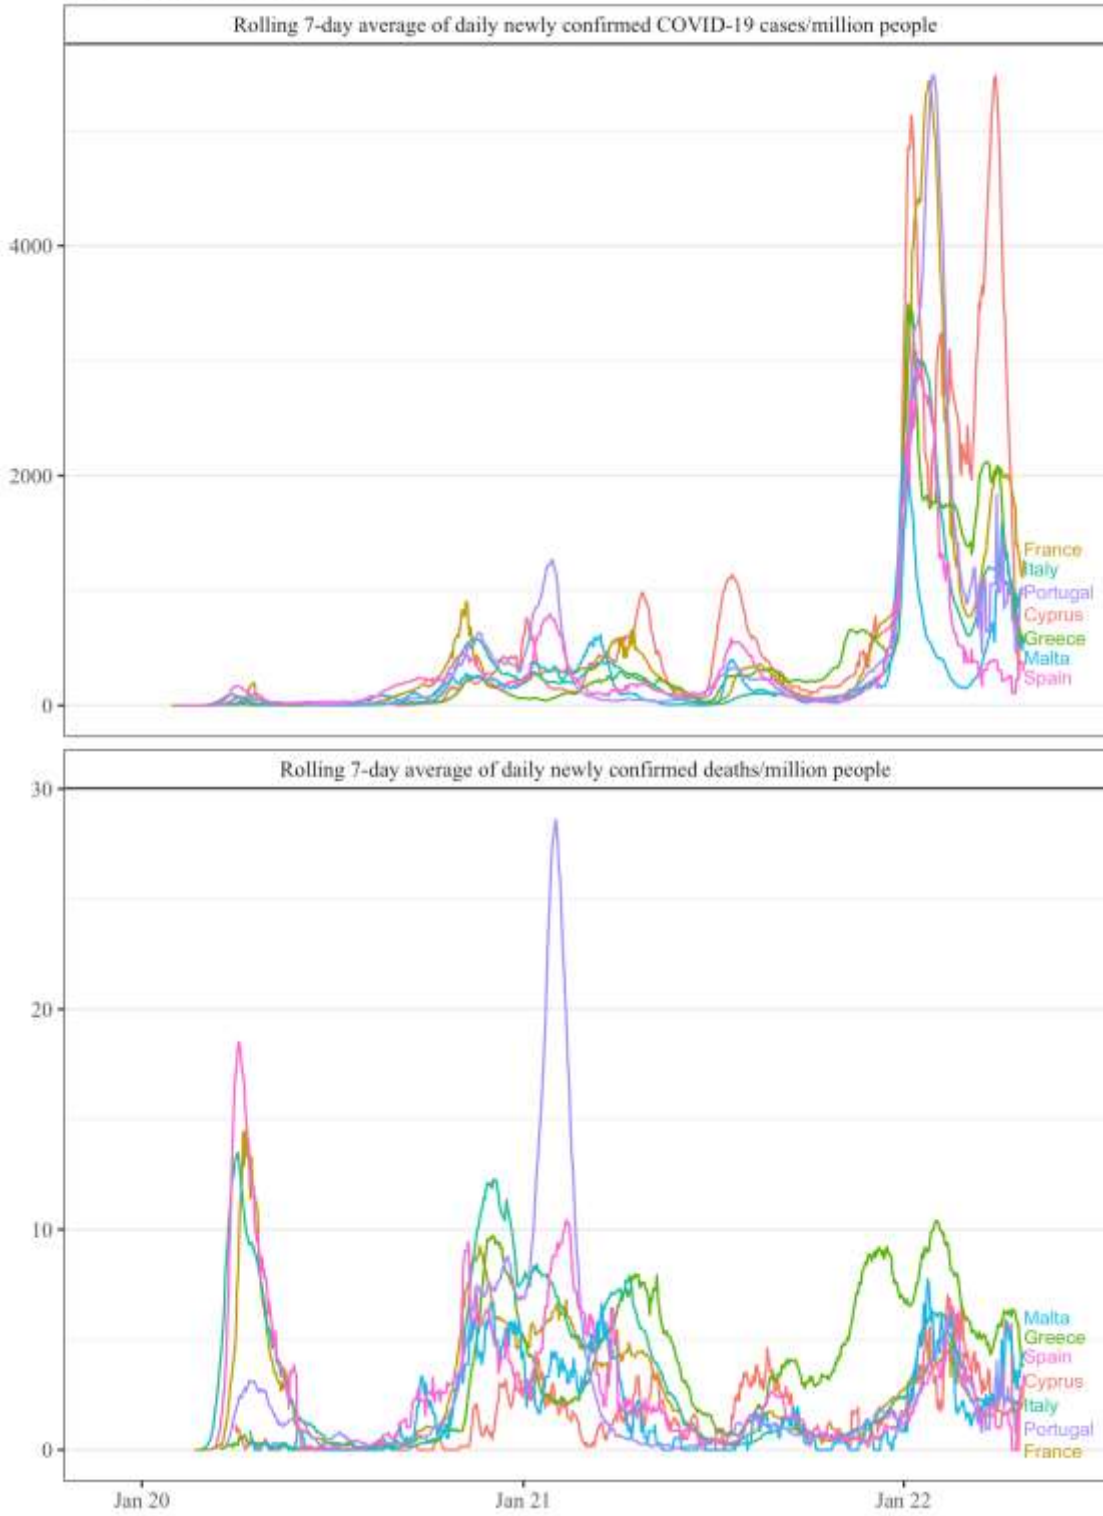 Rolling 7-day average of daily newly confirmed COVID-19 cases/million people
4000
2000
0
France
Italy
Portugal
Cyprus
Greece
Malta
Spain
Rolling 7-day average of daily newly confirmed deaths/million people
30
20
10
0
Malta
Greece
Spain
Cyprus
Italy
Portugal
France
Jan 20 Jan 21 Jan 22